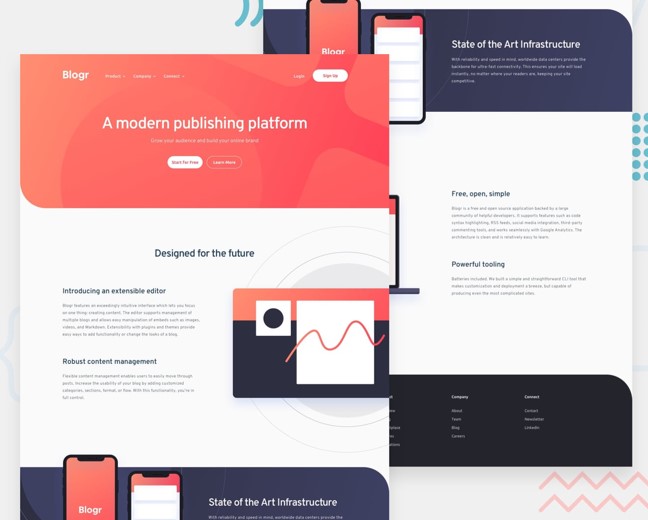 Blogr
Product
Company
Connect
Login
Sign Up
A modern publishing platform
Grow your audience and build your online brand
Start for Free
Learn More
Designed for the future
Introducing an extensible editor
Blogr features an exceedingly intuitive interface which lets you focus
on one thing: creating content. The editor supports management of
multiple blogs and allows easy manipulation of embeds such as images,
videos, and Markdown. Extensibility with plugins and themes provide
easy ways to add functionality or change the looks of a blog.
Robust content management
Flexible content management enables users to easily move through
posts. Increase the usability of your blog by adding customized
categories, sections, format, or flow. With this functionality, you're in
full control.
Blogr
State of the Art Infrastructure
With reliability and speed in mind, worldwide data centers provide the
Blogr
State of the Art Infrastructure
With reliability and speed in mind, worldwide data centers provide the
backbone for ultra-fast connectivity. This ensures your site will load
instantly, no matter where your readers are, keeping your site
competitive.
Free, open, simple
Blogr is a free and open source application backed by a large
community of helpful developers. It supports features such as code
syntax highlighting, RSS feeds, social media integration, third-party
commenting tools, and works seamlessly with Google Analytics. The
architecture is clean and is relatively easy to learn.
Powerful tooling
Batteries included. We built a simple and straightforward CLI tool that
makes customization and deployment a breeze, but capable of
producing even the most complicated sites.
Company
About
Team
Blog
Careers
Connect
Contact
Newsletter
LinkedIn